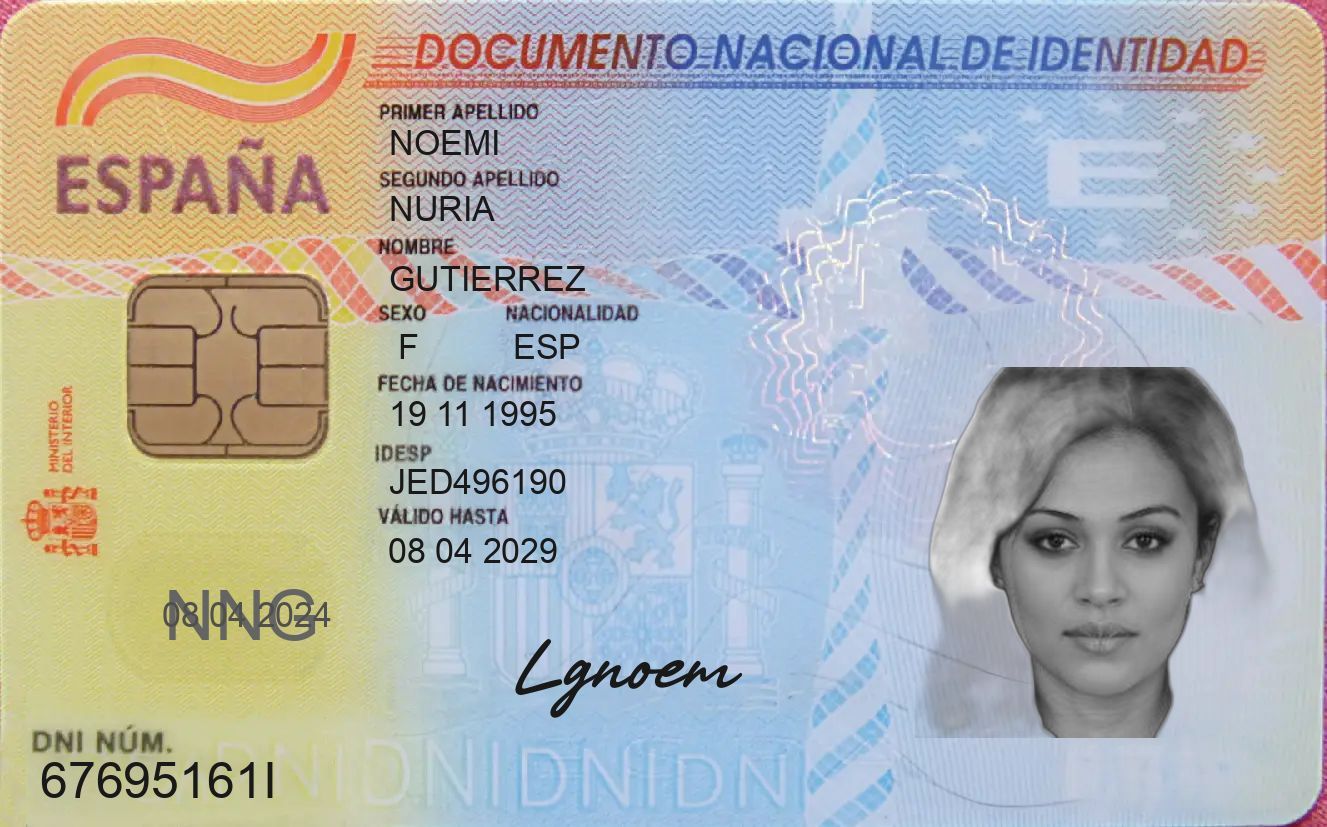 DOCUMENTO NACIONAL DE IDENTIDAD
ESPAÑA
PRIMER APELLIDO
NOEMI
SEGUNDO APELLIDO
NURIA
NOMBRE
GUTIERREZ
SEXO NACIONALIDAD
F ESP
FECHA DE NACIMIENTO
19 11 1995
IDESP
JED496190
VÁLIDO HASTA
08 04 2029
MINISTERIO
DEL INTERIOR
E
NNG
08 04 2024
Lgnoem
DNI NÚM.
67695161I
DNIDNIDNIDNI